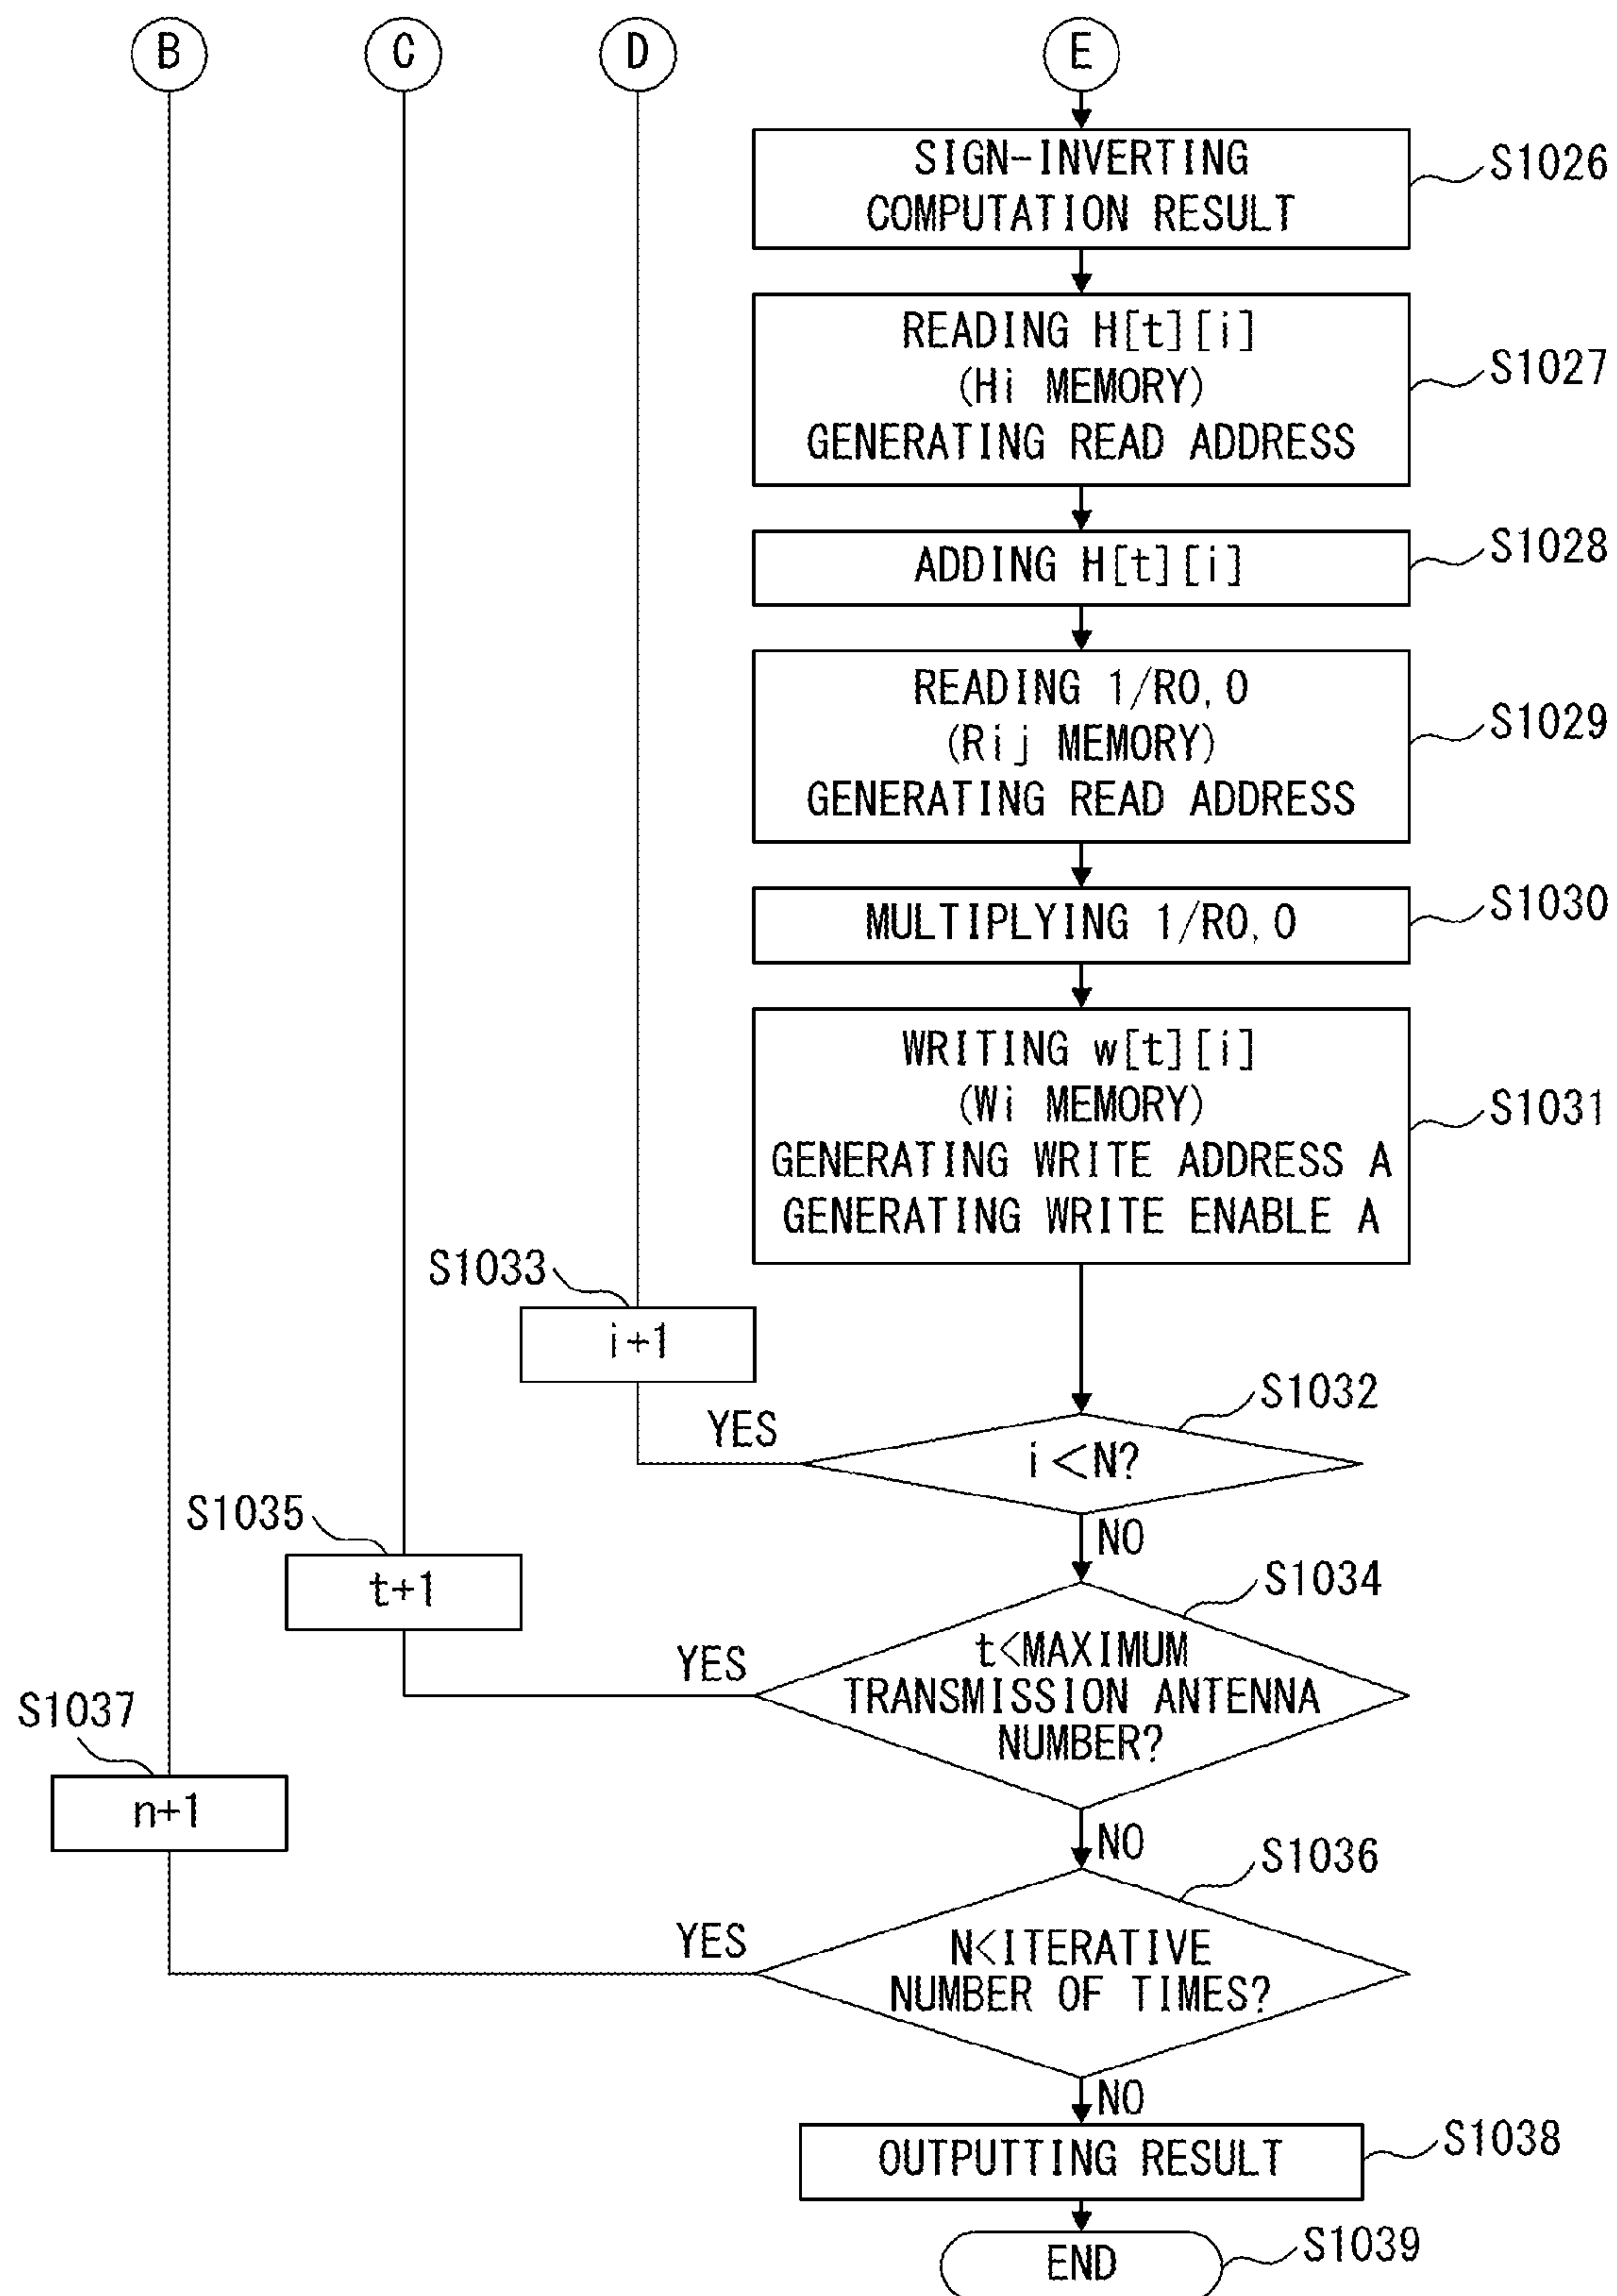 B
C
D
E
SIGN-INVERTING
COMPUTATION RESULT
S1026
READING H[t][i]
(Hi MEMORY)
GENERATING READ ADDRESS
S1027
ADDING H[t][i]
S1028
READING 1/R0,0
(Rij MEMORY)
GENERATING READ ADDRESS
S1029
MULTIPLYING 1/R0,0
S1030
WRITING w[t][i]
(Wi MEMORY)
GENERATING WRITE ADDRESS A
GENERATING WRITE ENABLE A
S1031
S1033
i+1
S1032
YES
i<N?
NO
S1035
t+1
S1034
YES
t<MAXIMUM
TRANSMISSION ANTENNA
NUMBER?
NO
S1037
n+1
S1036
YES
N<ITERATIVE
NUMBER OF TIMES?
NO
OUTPUTTING RESULT
S1038
END
S1039